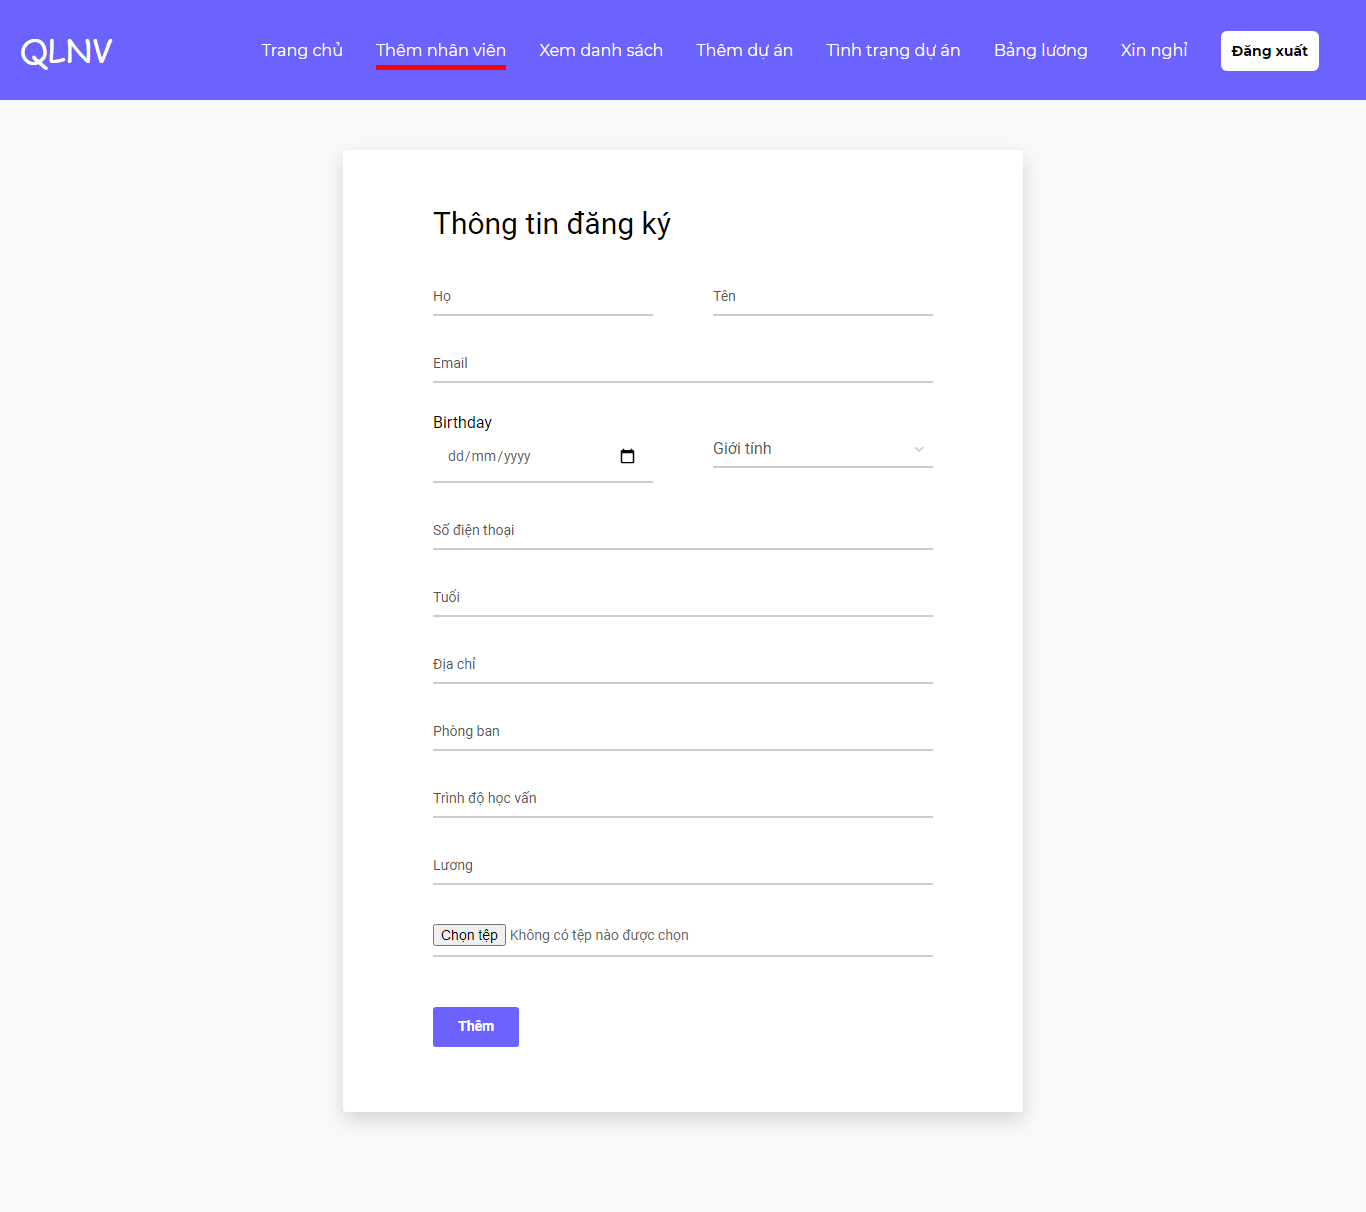 QLNV
Trang chủ Thêm nhân viên Xem danh sách Thêm dự án Tình trạng dự án Bảng lương Xin nghỉ Đăng xuất
Thông tin đăng ký
Họ Tên
Email
Birthday
dd/mm/yyyy Giới tính
Số điện thoại
Tuổi
Địa chỉ
Phòng ban
Trình độ học vấn
Lương
Chọn tệp Không có tệp nào được chọn
Thêm